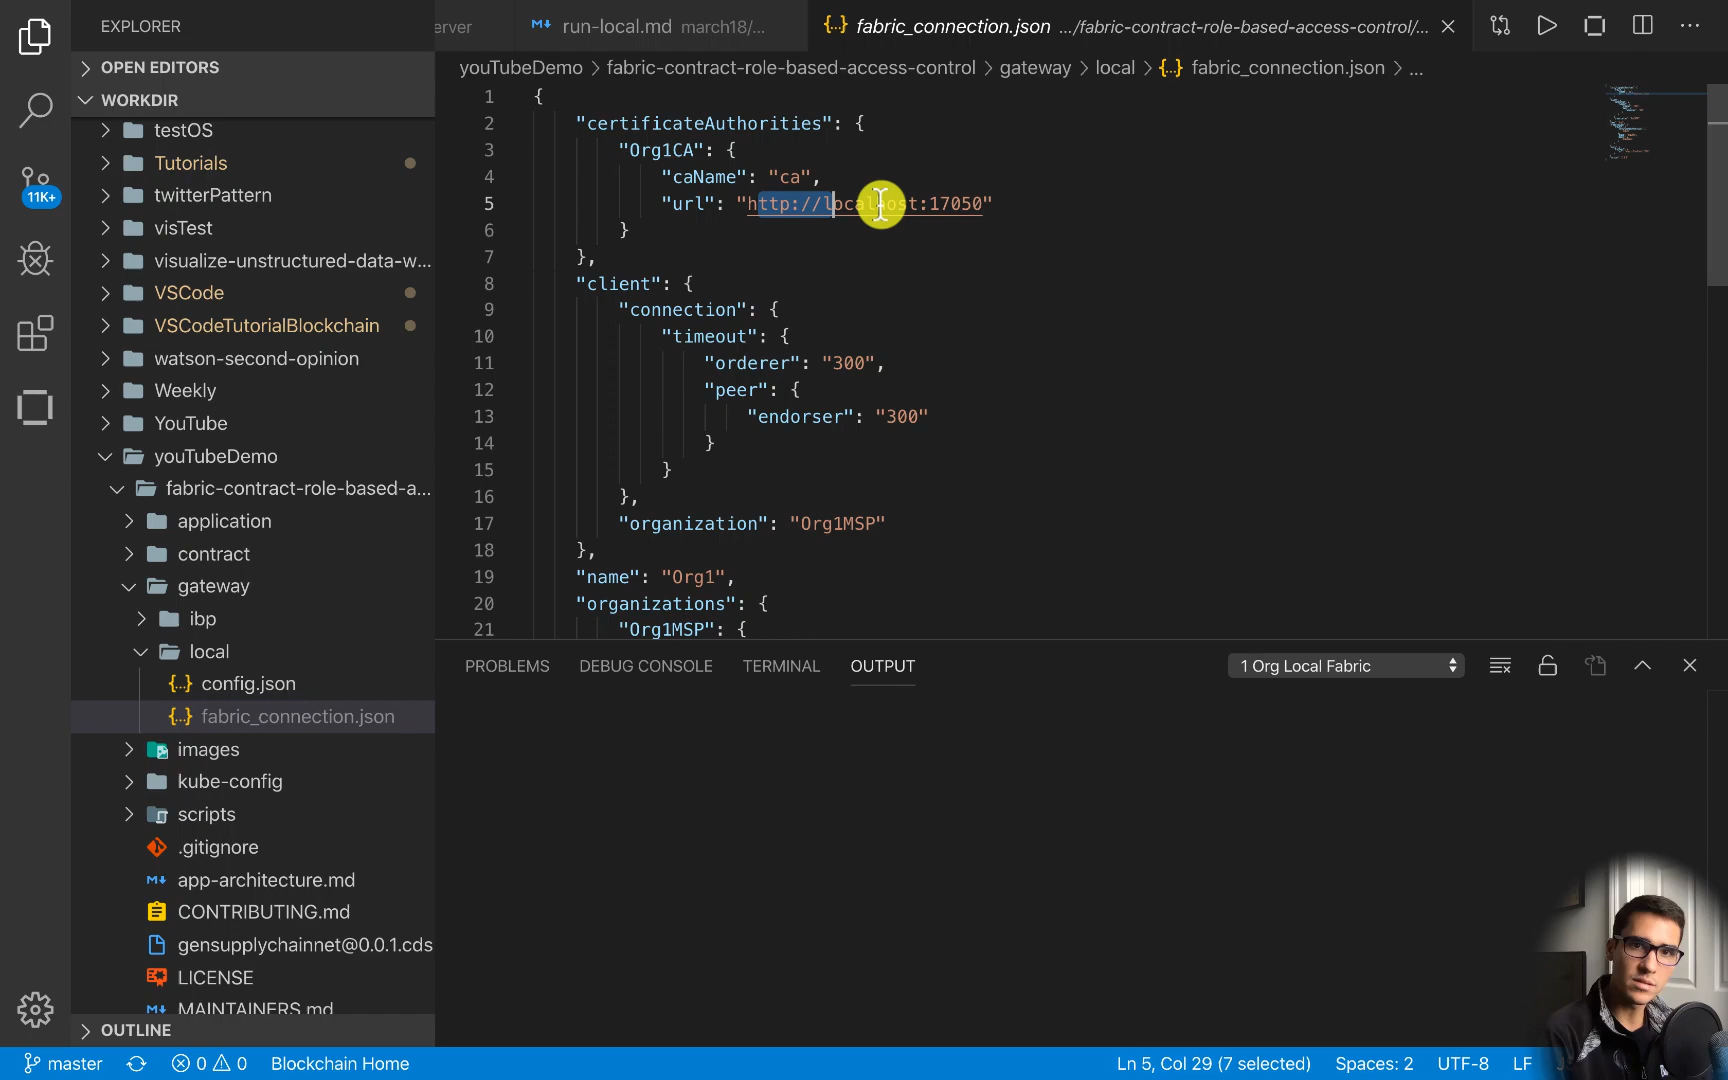 EXPLORER
erver
run-local.md march18/...
{..} fabric_connection.json .../fabric-contract-role-based-access-control/...
OPEN EDITORS
youTubeDemo > fabric-contract-role-based-access-control > gateway > local > {..} fabric_connection.json > ...
WORKDIR
testOS
Tutorials
twitterPattern
visTest
visualize-unstructured-data-w...
VSCode
VSCodeTutorialBlockchain
watson-second-opinion
Weekly
YouTube
youTubeDemo
fabric-contract-role-based-a...
application
contract
gateway
ibp
local
{..} config.json
{..} fabric_connection.json
images
kube-config
scripts
.gitignore
app-architecture.md
CONTRIBUTING.md
gensupplychainnet@0.0.1.cds
LICENSE
MAINTAINERS.md
OUTLINE
11K+
1 {
2 "certificateAuthorities": {
3 "Org1CA": {
4 "caName": "ca",
5 "url": "http://localhost:17050"
6 }
7 },
8 "client": {
9 "connection": {
10 "timeout": {
11 "orderer": "300",
12 "peer": {
13 "endorser": "300"
14 }
15 }
16 },
17 "organization": "Org1MSP"
18 },
19 "name": "Org1",
20 "organizations": {
21 "Org1MSP": {
PROBLEMS DEBUG CONSOLE TERMINAL OUTPUT 1 Org Local Fabric
master 0 0 Blockchain Home Ln 5, Col 29 (7 selected) Spaces: 2 UTF-8 LF